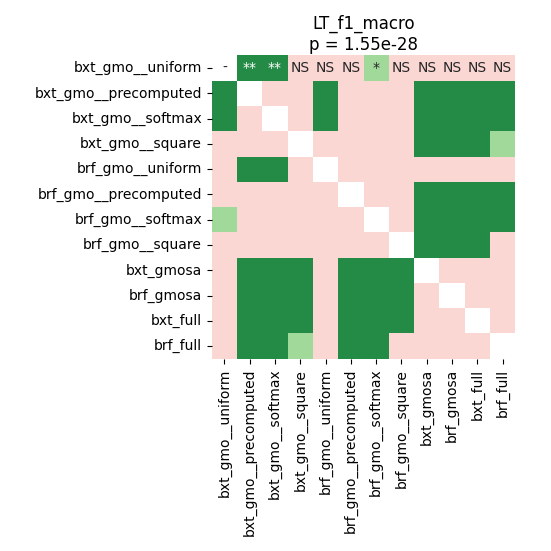 LT_f1_macro
p = 1.55e-28
bxt_gmo__uniform - ** ** NS NS NS * NS NS NS NS NS
bxt_gmo__precomputed
bxt_gmo__softmax
bxt_gmo__square
brf_gmo__uniform
brf_gmo__precomputed
brf_gmo__softmax
brf_gmo__square
bxt_gmosa
brf_gmosa
bxt_full
brf_full
bxt_gmo__uniform
bxt_gmo__precomputed
bxt_gmo__softmax
bxt_gmo__square
brf_gmo__uniform
brf_gmo__precomputed
brf_gmo__softmax
brf_gmo__square
bxt_gmosa
brf_gmosa
bxt_full
brf_full